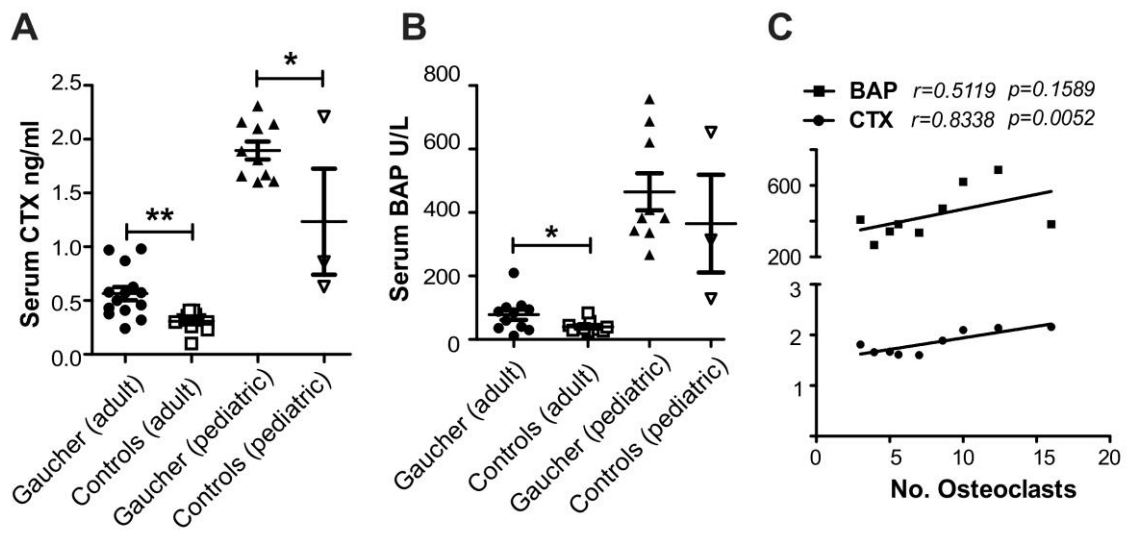 A
Serum CTX ng/ml
2.5
2.0
1.5
1.0
0.5
0.0
**
*
Gaucher (adult)
Controls (adult)
Gaucher (pediatric)
Controls (pediatric)
B
Serum BAP U/L
800
600
400
200
0
*
Gaucher (adult)
Controls (adult)
Gaucher (pediatric)
Controls (pediatric)
C
BAP r=0.5119 p=0.1589
CTX r=0.8338 p=0.0052
600
200
3
2
1
0 5 10 15 20
No. Osteoclasts